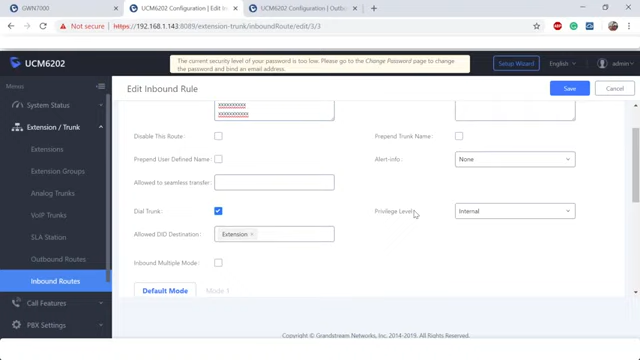 GWN7000
UCM6202 Configuration | Edit In
UCM6202 Configuration | Outbo
Not secure | https://192.168.1.143:8089/extension-trunk/inboundRoute/edit/3/3
UCM6202
The current security level of your password is too low. Please go to the Change Password page to change
the password and bind an email address.
Setup Wizard
English
admin
Menus
System Status
Extension / Trunk
Extensions
Extension Groups
Analog Trunks
VoIP Trunks
SLA Station
Outbound Routes
Inbound Routes
Call Features
PBX Settings
Edit Inbound Rule
Save
Cancel
xxxxxxxxxx
xxxxxxxxxxx
Disable This Route
Prepend Trunk Name
Prepend User Defined Name
Alert-info
None
Allowed to seamless transfer
Dial Trunk
Privilege Level
Internal
Allowed DID Destination
Extension ×
Inbound Multiple Mode
Default Mode
Mode 1
Copyright © Grandstream Networks, Inc. 2014-2019. All Rights Reserved.